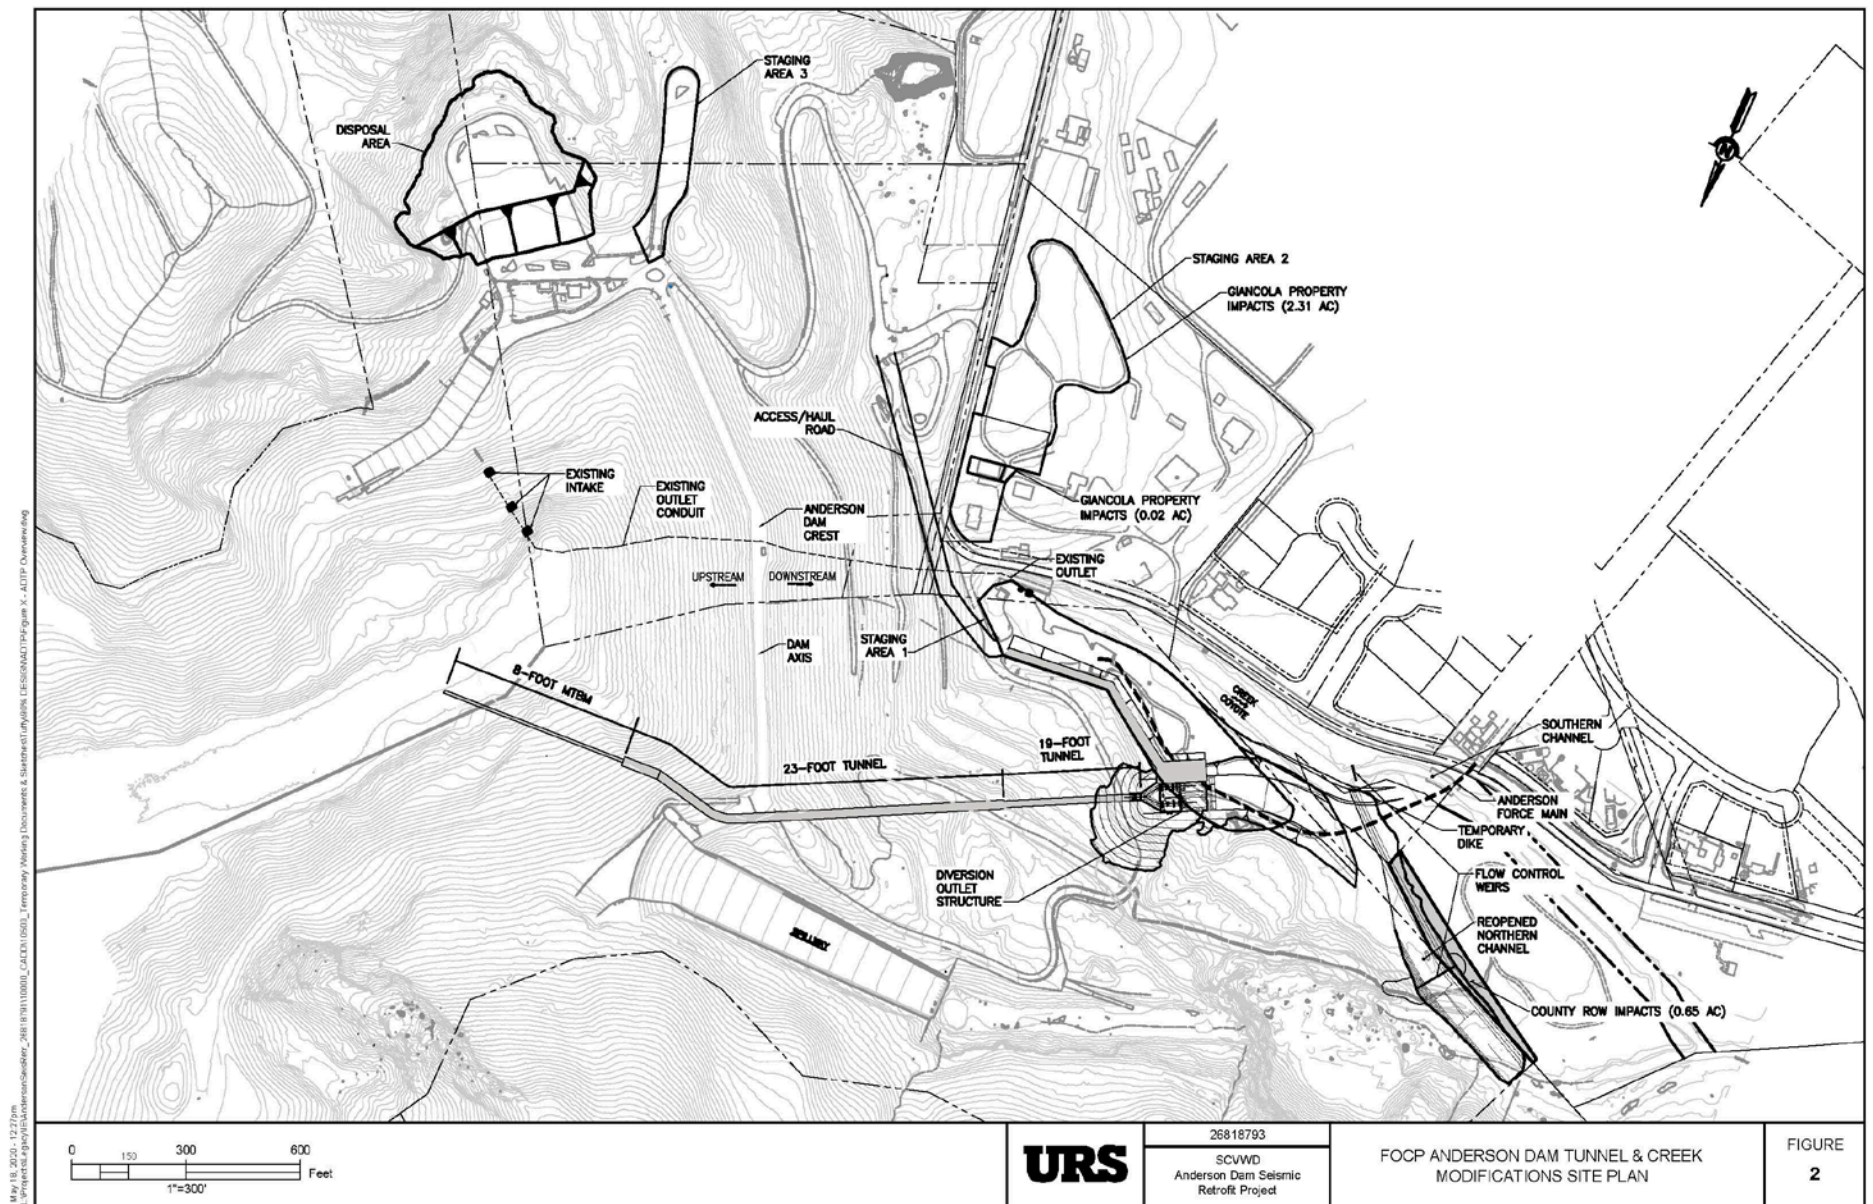 STAGING
AREA 3
DISPOSAL
AREA
N
STAGING AREA 2
GIANCOLA PROPERTY
IMPACTS (2.31 AC)
ACCESS/HAUL
ROAD
EXISTING
INTAKE
EXISTING
OUTLET
CONDUIT
ANDERSON
DAM
CREST
GIANCOLA PROPERTY
IMPACTS (0.02 AC)
EXISTING
OUTLET
UPSTREAM
DOWNSTREAM
DAM
AXIS
STAGING
AREA 1
8-FOOT MTBM
COYOTE
CREEK
SOUTHERN
CHANNEL
19-FOOT
TUNNEL
23-FOOT TUNNEL
ANDERSON
FORCE MAIN
TEMPORARY
DIKE
DIVERSION
OUTLET
STRUCTURE
FLOW CONTROL
WEIRS
SPILLWAY
REOPENED
NORTHERN
CHANNEL
COUNTY ROW IMPACTS (0.65 AC)
May 18, 2020 - 12:27pm
0 150 300 600
Feet
1"=300'
URS
26818793
SCVWD
Anderson Dam Seismic
Retrofit Project
FOCP ANDERSON DAM TUNNEL & CREEK
MODIFICATIONS SITE PLAN
FIGURE
2